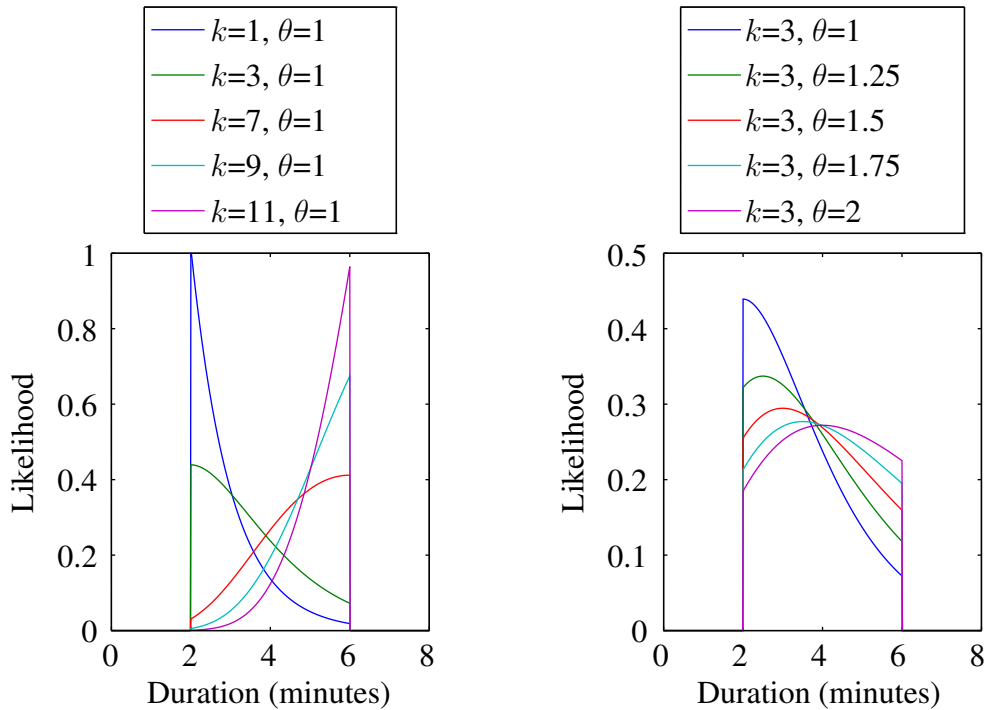 k=1, θ=1
k=3, θ=1
k=7, θ=1
k=9, θ=1
k=11, θ=1
1
0.8
0.6
0.4
0.2
0
0
2
4
6
8
Likelihood
Duration (minutes)
k=3, θ=1
k=3, θ=1.25
k=3, θ=1.5
k=3, θ=1.75
k=3, θ=2
0.5
0.4
0.3
0.2
0.1
0
0
2
4
6
8
Likelihood
Duration (minutes)